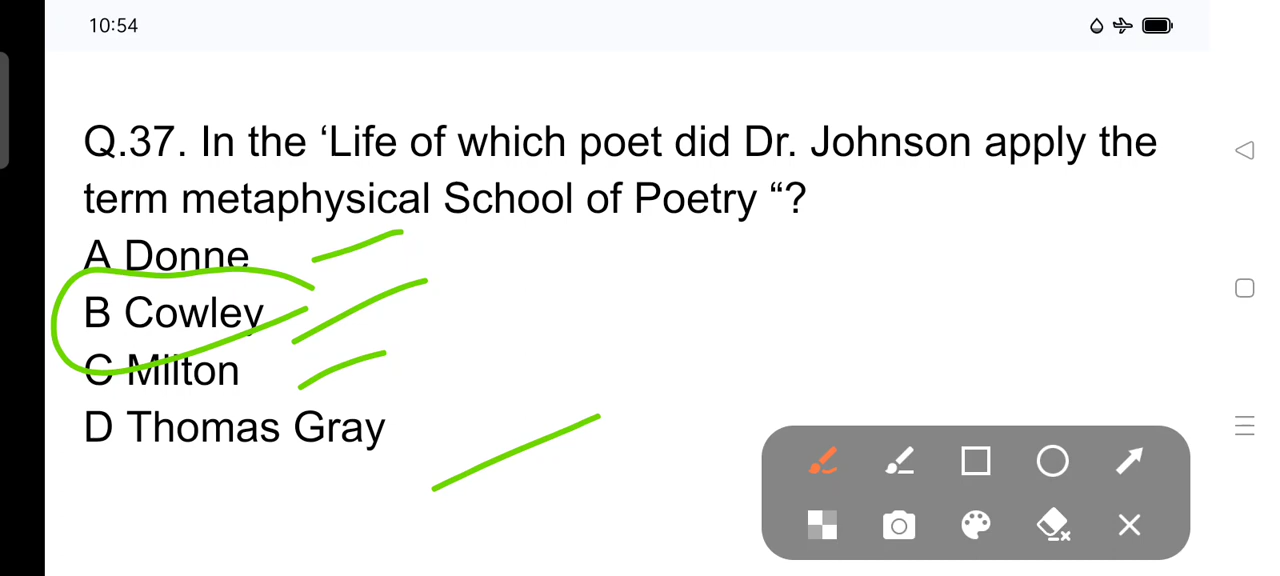 10:54
Q.37. In the ‘Life of which poet did Dr. Johnson apply the
term metaphysical School of Poetry “?
A Donne
B Cowley
C Milton
D Thomas Gray